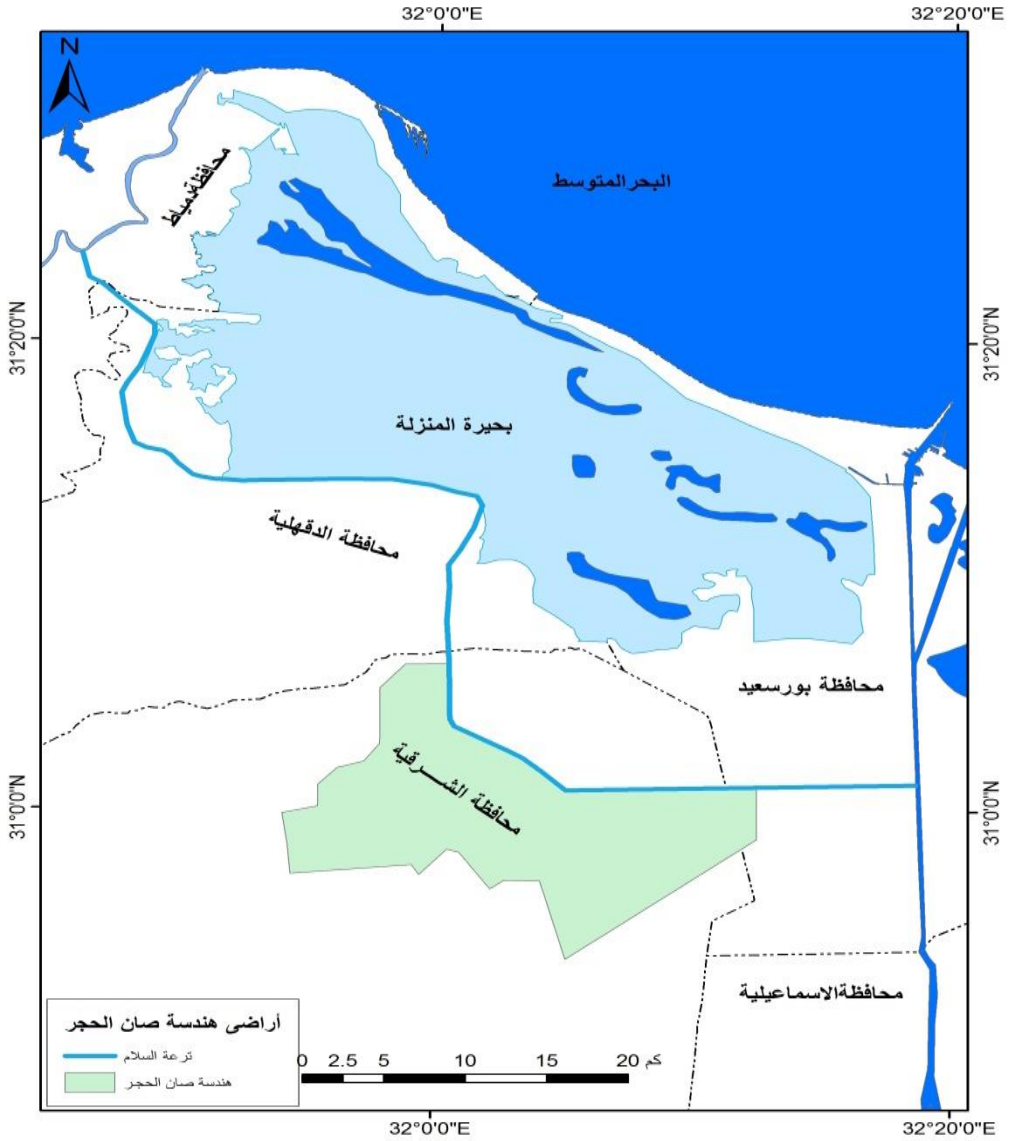 32°0'0"E
32°20'0"E
N
محافظة دمياط
البحر المتوسط
31°20'0"N
31°20'0"N
بحيرة المنزلة
محافظة الدقهلية
محافظة بورسعيد
محافظة الشـــرقية
31°0'0"N
31°0'0"N
محافظة الاسماعيلية
أراضى هندسة صان الحجر
ترعة السلام
هندسة صان الحجر
0 2.5 5 10 15 20 كم
32°0'0"E
32°20'0"E